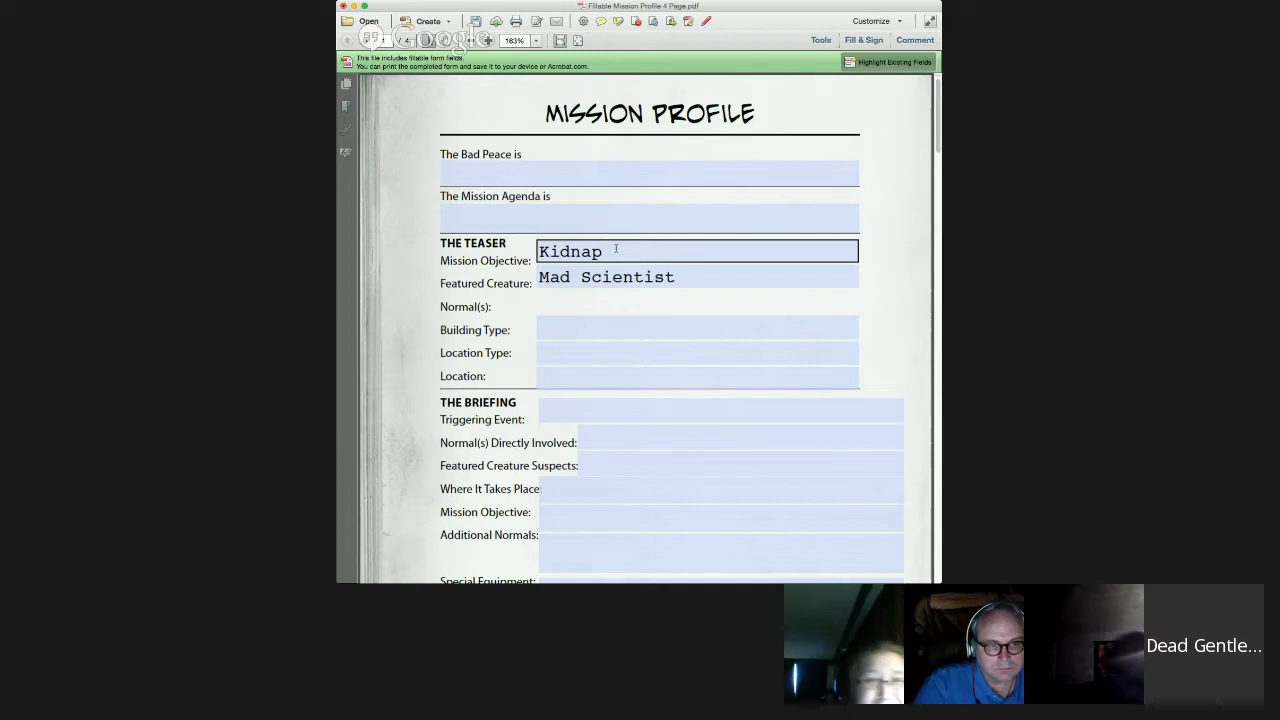 Fillable Mission Profile 4 Page.pdf
Open Create Customize
Google / 4 163% Tools Fill & Sign Comment
This file includes fillable form fields.
You can print the completed form and save it to your device or Acrobat.com.
Highlight Existing Fields
MISSION PROFILE
The Bad Peace is
The Mission Agenda is
THE TEASER
Mission Objective: Kidnap
Featured Creature: Mad Scientist
Normal(s):
Building Type:
Location Type:
Location:
THE BRIEFING
Triggering Event:
Normal(s) Directly Involved:
Featured Creature Suspects:
Where It Takes Place:
Mission Objective:
Additional Normals:
Special Equipment:
Dead Gentle...